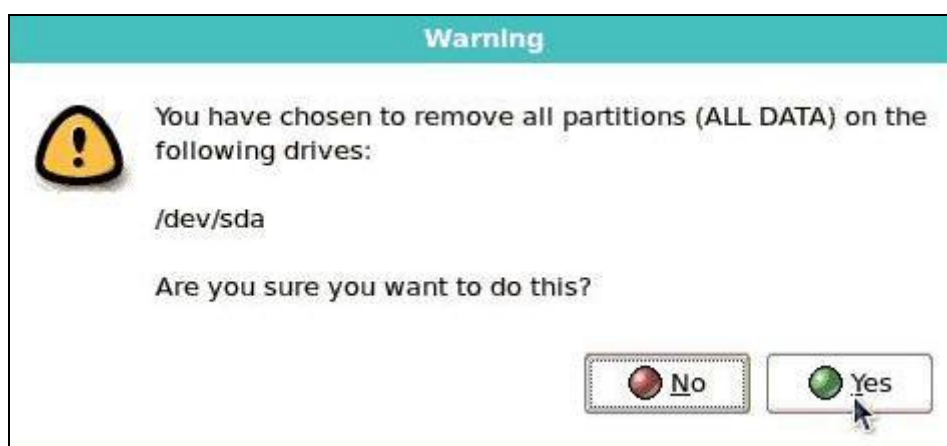 Warning
You have chosen to remove all partitions (ALL DATA) on the
following drives:
/dev/sda
Are you sure you want to do this?
No
Yes